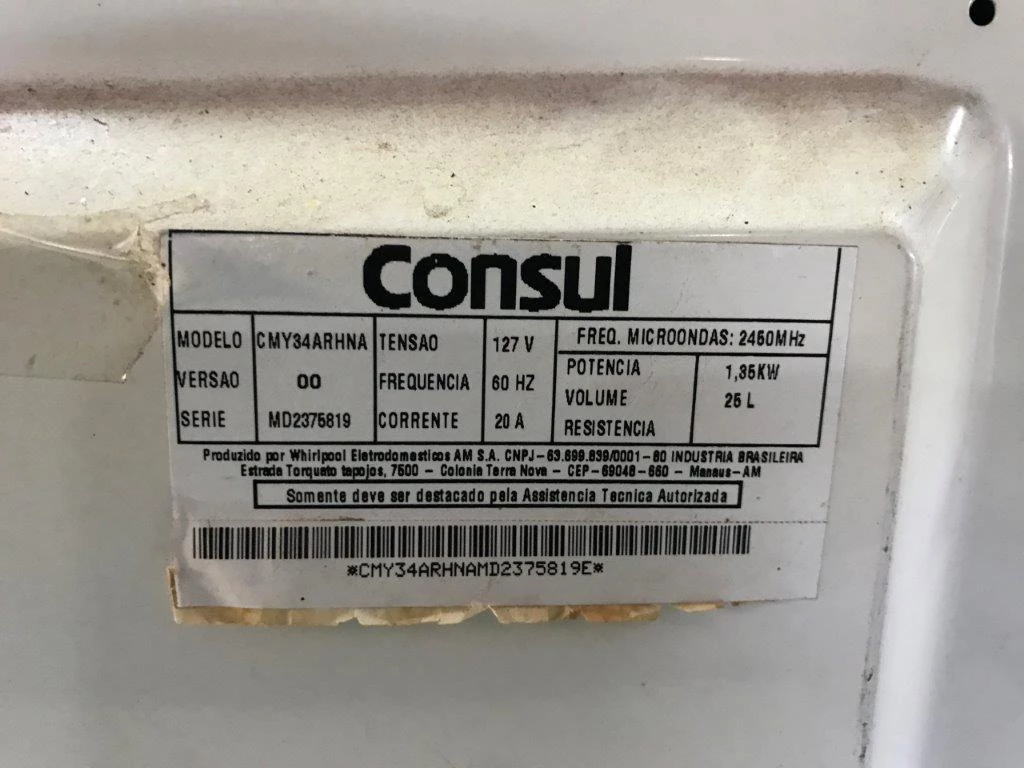 Consul
MODELO CMY34ARHNA TENSAO 127 V FREQ. MICROONDAS: 2450MHz
VERSAO 00 FREQUENCIA 60 HZ POTENCIA 1,35KW
SERIE MD2375819 CORRENTE 20 A VOLUME 25 L
RESISTENCIA
Produzido por Whirlpool Eletrodomesticos AM S.A. CNPJ-63.699.839/0001-80 INDUSTRIA BRASILEIRA
Estrada Torquato tapajos, 7500 - Colonia Terra Nova - CEP-69048-660 - Manaus-AM
Somente deve ser destacado pela Assistencia Tecnica Autorizada
*CMY34ARHNAMD2375819E*